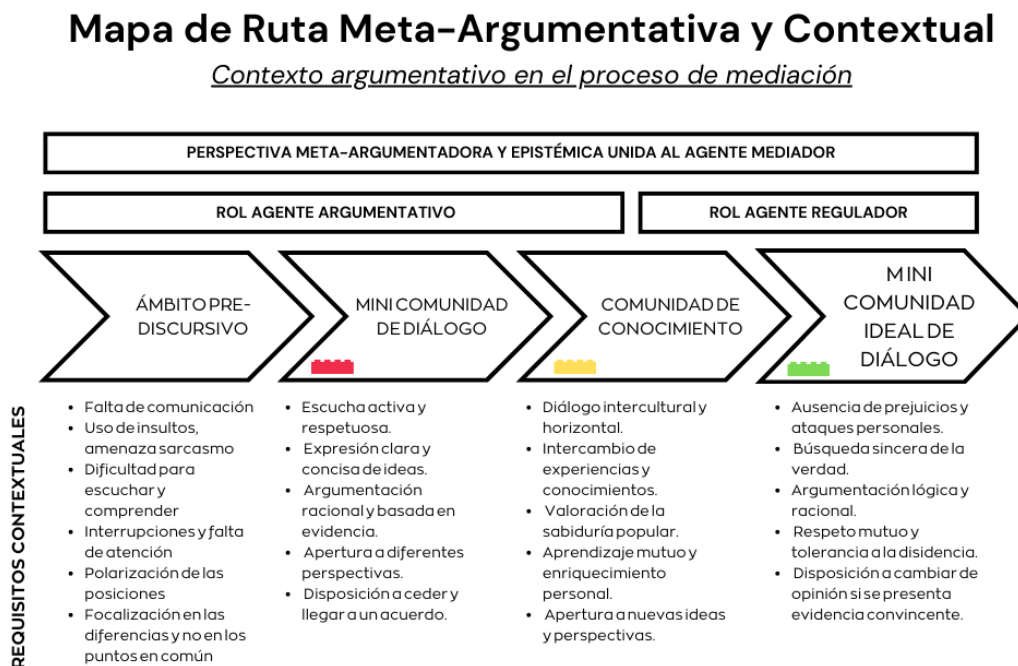 Mapa de Ruta Meta-Argumentativa y Contextual
Contexto argumentativo en el proceso de mediación
PERSPECTIVA META-ARGUMENTADORA Y EPISTÉMICA UNIDA AL AGENTE MEDIADOR
ROL AGENTE ARGUMENTATIVO
ROL AGENTE REGULADOR
ÁMBITO PRE-
DISCURSIVO
MINI COMUNIDAD
DE DIÁLOGO
COMUNIDAD DE
CONOCIMIENTO
MINI
COMUNIDAD
IDEAL DE
DIÁLOGO
REQUISITOS CONTEXTUALES
• Falta de comunicación
• Uso de insultos,
amenaza sarcasmo
• Dificultad para
escuchar y
comprender
• Interrupciones y falta
de atención
• Polarización de las
posiciones
• Focalización en las
diferencias y no en los
puntos en común
• Escucha activa y
respetuosa.
• Expresión clara y
concisa de ideas.
• Argumentación
racional y basada en
evidencia.
• Apertura a diferentes
perspectivas.
• Disposición a ceder y
llegar a un acuerdo.
• Diálogo intercultural y
horizontal.
• Intercambio de
experiencias y
conocimientos.
• Valoración de la
sabiduría popular.
• Aprendizaje mutuo y
enriquecimiento
personal.
• Apertura a nuevas ideas
y perspectivas.
• Ausencia de prejuicios y
ataques personales.
• Búsqueda sincera de la
verdad.
• Argumentación lógica y
racional.
• Respeto mutuo y
tolerancia a la disidencia.
• Disposición a cambiar de
opinión si se presenta
evidencia convincente.